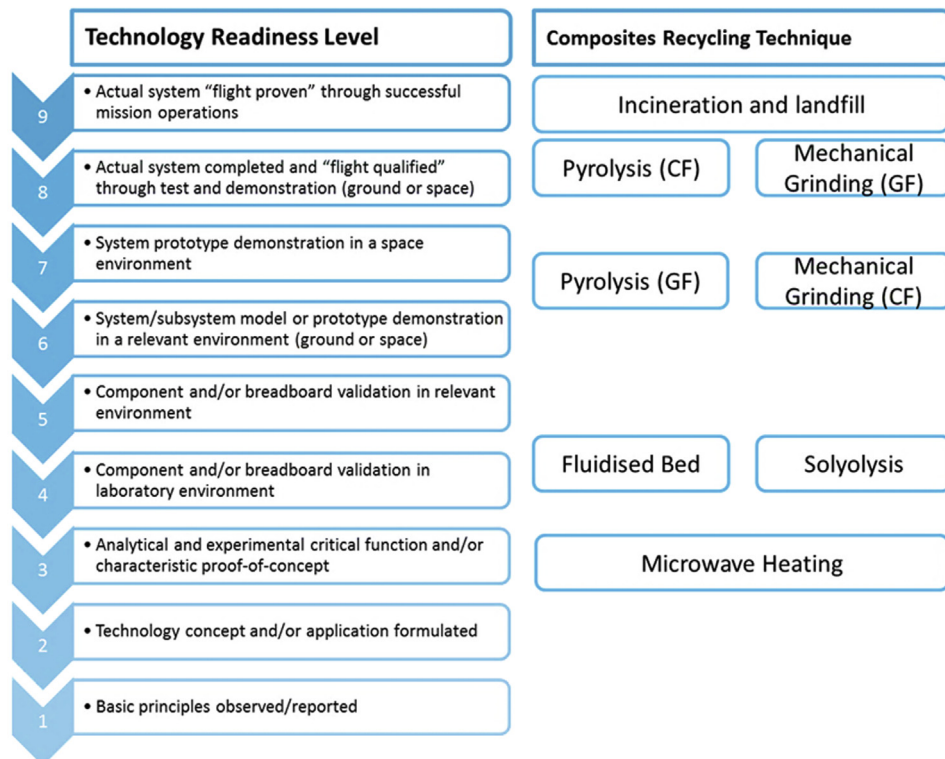 Technology Readiness Level
Composites Recycling Technique
9
• Actual system “flight proven” through successful
mission operations
Incineration and landfill
8
• Actual system completed and “flight qualified”
through test and demonstration (ground or space)
Pyrolysis (CF)
Mechanical
Grinding (GF)
7
• System prototype demonstration in a space
environment
Pyrolysis (GF)
Mechanical
Grinding (CF)
6
• System/subsystem model or prototype demonstration
in a relevant environment (ground or space)
5
• Component and/or breadboard validation in relevant
environment
4
• Component and/or breadboard validation in
laboratory environment
Fluidised Bed
Solyolysis
3
• Analytical and experimental critical function and/or
characteristic proof-of-concept
Microwave Heating
2
• Technology concept and/or application formulated
1
• Basic principles observed/reported